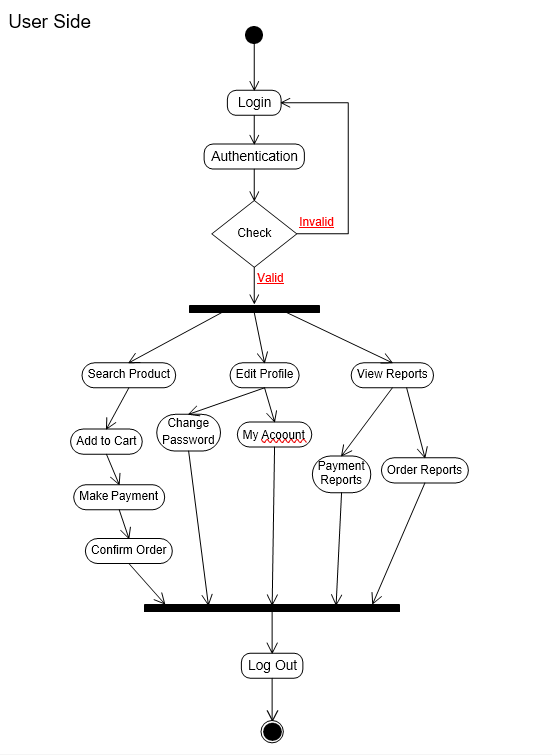 User Side
Login
Authentication
Check
Invalid
Valid
Search Product
Edit Profile
View Reports
Change
Password
My Acoount
Add to Cart
Payment
Reports
Order Reports
Make Payment
Confirm Order
Log Out